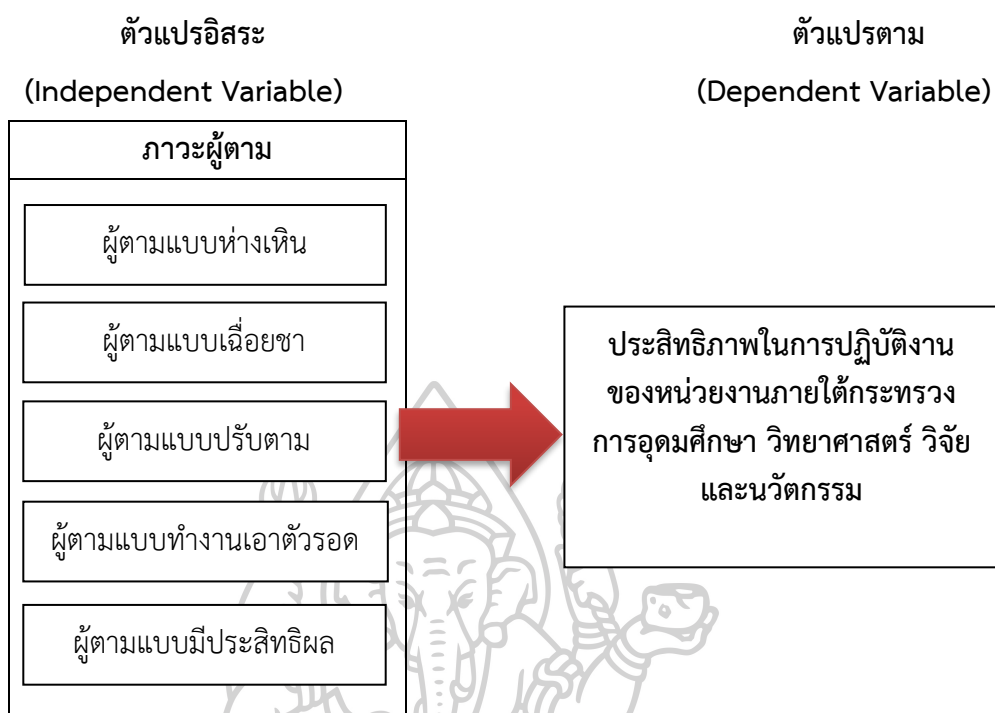 ตัวแปรอิสระ
(Independent Variable)
ตัวแปรตาม
(Dependent Variable)
ภาวะผู้ตาม
ผู้ตามแบบห่างเหิน
ผู้ตามแบบเฉื่อยชา
ผู้ตามแบบปรับตาม
ผู้ตามแบบทำงานเอาตัวรอด
ผู้ตามแบบมีประสิทธิผล
ประสิทธิภาพในการปฏิบัติงาน
ของหน่วยงานภายใต้กระทรวง
การอุดมศึกษา วิทยาศาสตร์ วิจัย
และนวัตกรรม